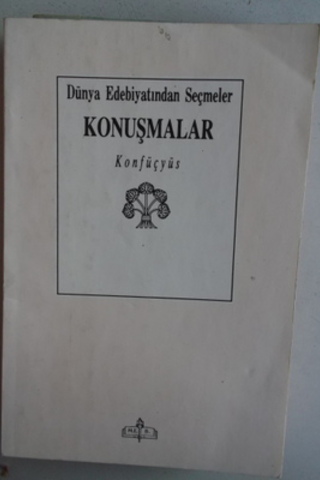 Dünya Edebiyatından Seçmeler
KONUŞMALAR
Konfüçyüs